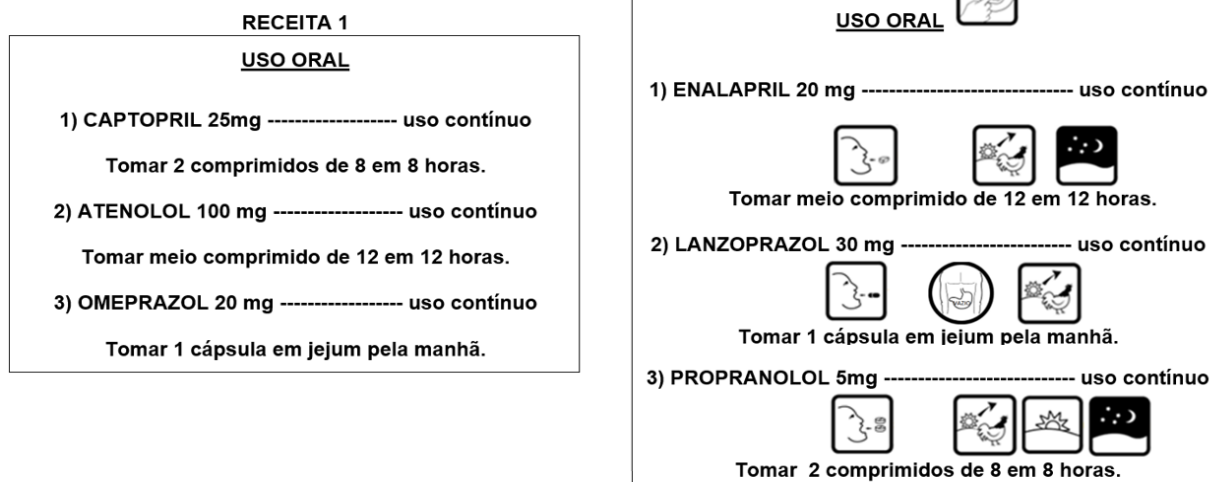 RECEITA 1
USO ORAL
1) CAPTOPRIL 25mg ------------------- uso contínuo
Tomar 2 comprimidos de 8 em 8 horas.
2) ATENOLOL 100 mg ------------------- uso contínuo
Tomar meio comprimido de 12 em 12 horas.
3) OMEPRAZOL 20 mg ------------------ uso contínuo
Tomar 1 cápsula em jejum pela manhã.
USO ORAL
1) ENALAPRIL 20 mg ------------------------------- uso contínuo
Tomar meio comprimido de 12 em 12 horas.
2) LANZOPRAZOL 30 mg ------------------------- uso contínuo
VAZIO
Tomar 1 cápsula em jejum pela manhã.
3) PROPRANOLOL 5mg ---------------------------- uso contínuo
Tomar 2 comprimidos de 8 em 8 horas.